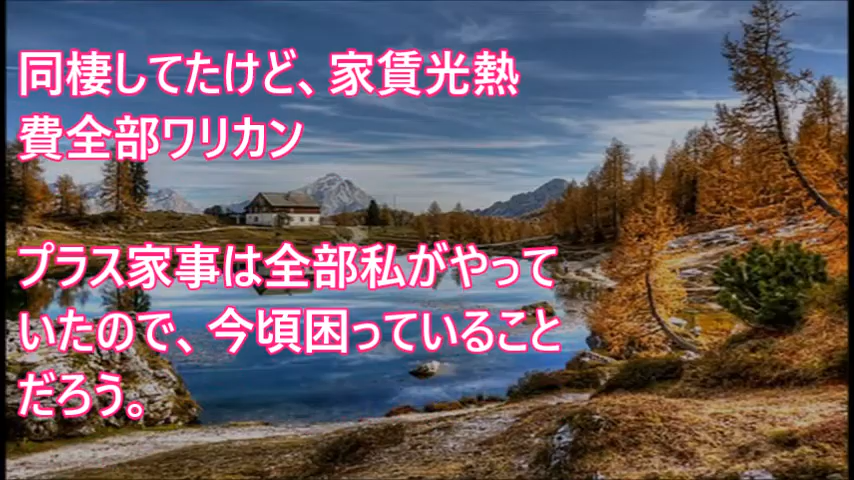 同棲してたけど、家賃光熱
費全部ワリカン
プラス家事は全部私がやって
いたので、今頃困っていること
だろう。